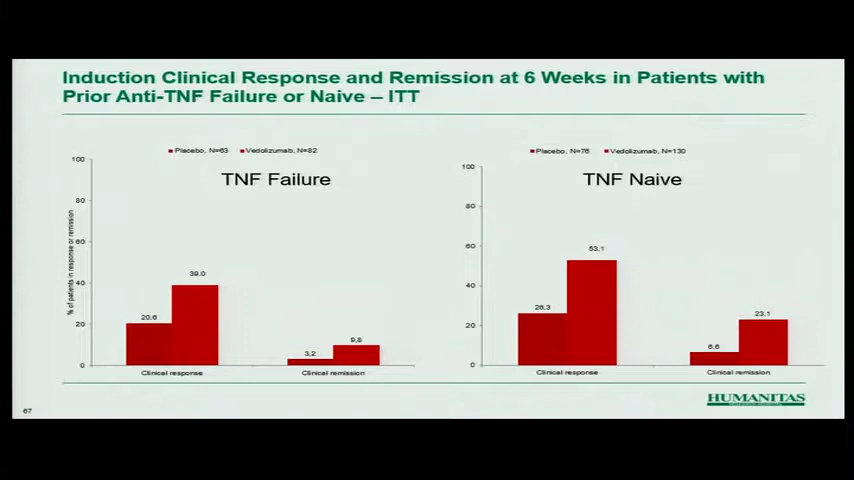 Induction Clinical Response and Remission at 6 Weeks in Patients with
Prior Anti-TNF Failure or Naive – ITT
Placebo, N=63 Vedolizumab, N=82
TNF Failure
% of patients in response or remission
100
80
60
40
20
0
20,6
39,0
3,2
9,8
Clinical response
Clinical remission
Placebo, N=76 Vedolizumab, N=130
TNF Naive
100
80
60
40
20
0
26,3
53,1
6,6
23,1
Clinical response
Clinical remission
67
HUMANITAS